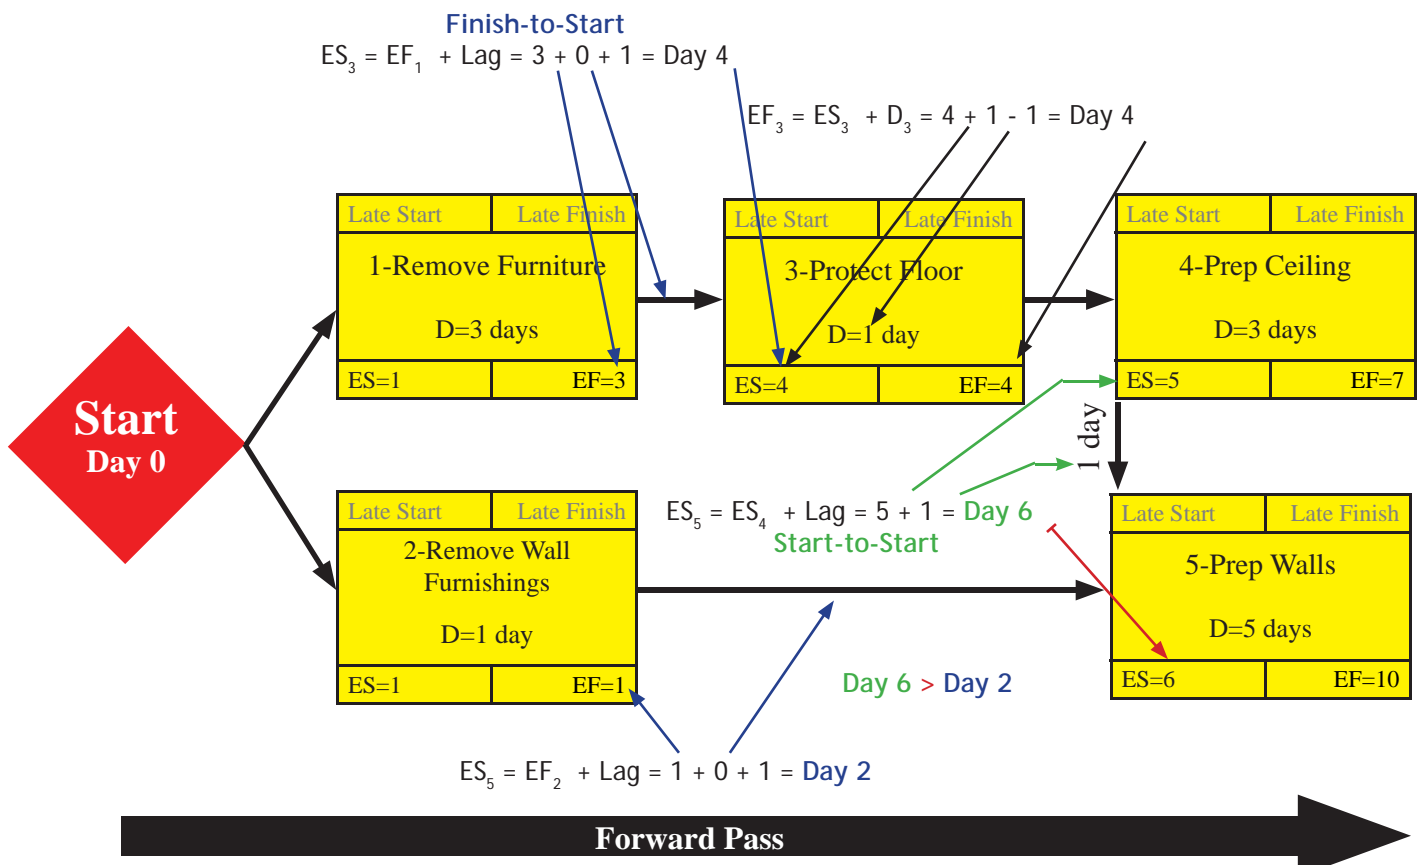 Finish-to-Start
ES3 = EF1 + Lag = 3 + 0 + 1 = Day 4
EF3 = ES3 + D3 = 4 + 1 - 1 = Day 4
Late Start Late Finish
1-Remove Furniture
D=3 days
ES=1 EF=3
Late Start Late Finish
3-Protect Floor
D=1 day
ES=4 EF=4
Late Start Late Finish
4-Prep Ceiling
D=3 days
ES=5 EF=7
Start
Day 0
1 day
Late Start Late Finish
2-Remove Wall
Furnishings
D=1 day
ES=1 EF=1
ES5 = ES4 + Lag = 5 + 1 = Day 6
Start-to-Start
Late Start Late Finish
5-Prep Walls
D=5 days
ES=6 EF=10
Day 6 > Day 2
ES5 = EF2 + Lag = 1 + 0 + 1 = Day 2
Forward Pass